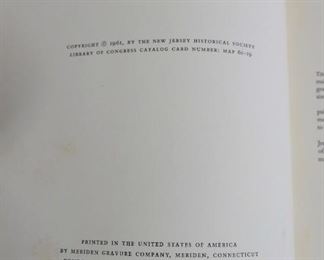 COPYRIGHT © 1961, BY THE NEW JERSEY HISTORICAL SOCIETY
LIBRARY OF CONGRESS CATALOG CARD NUMBER: MAP 60-19
PRINTED IN THE UNITED STATES OF AMERICA
BY MERIDEN GRAVURE COMPANY, MERIDEN, CONNECTICUT